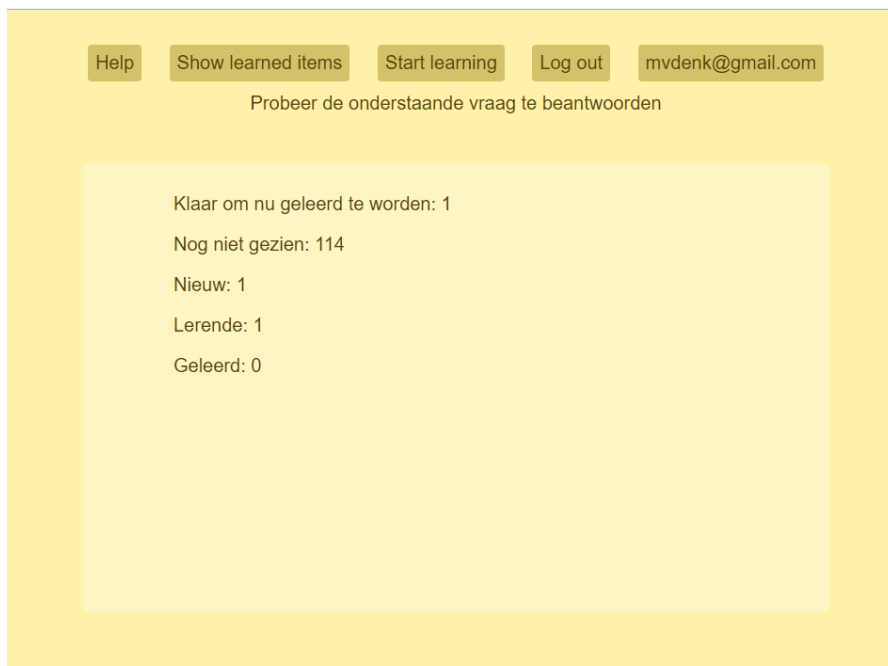 Help Show learned items Start learning Log out mvdenk@gmail.com
Probeer de onderstaande vraag te beantwoorden
Klaar om nu geleerd te worden: 1
Nog niet gezien: 114
Nieuw: 1
Lerende: 1
Geleerd: 0